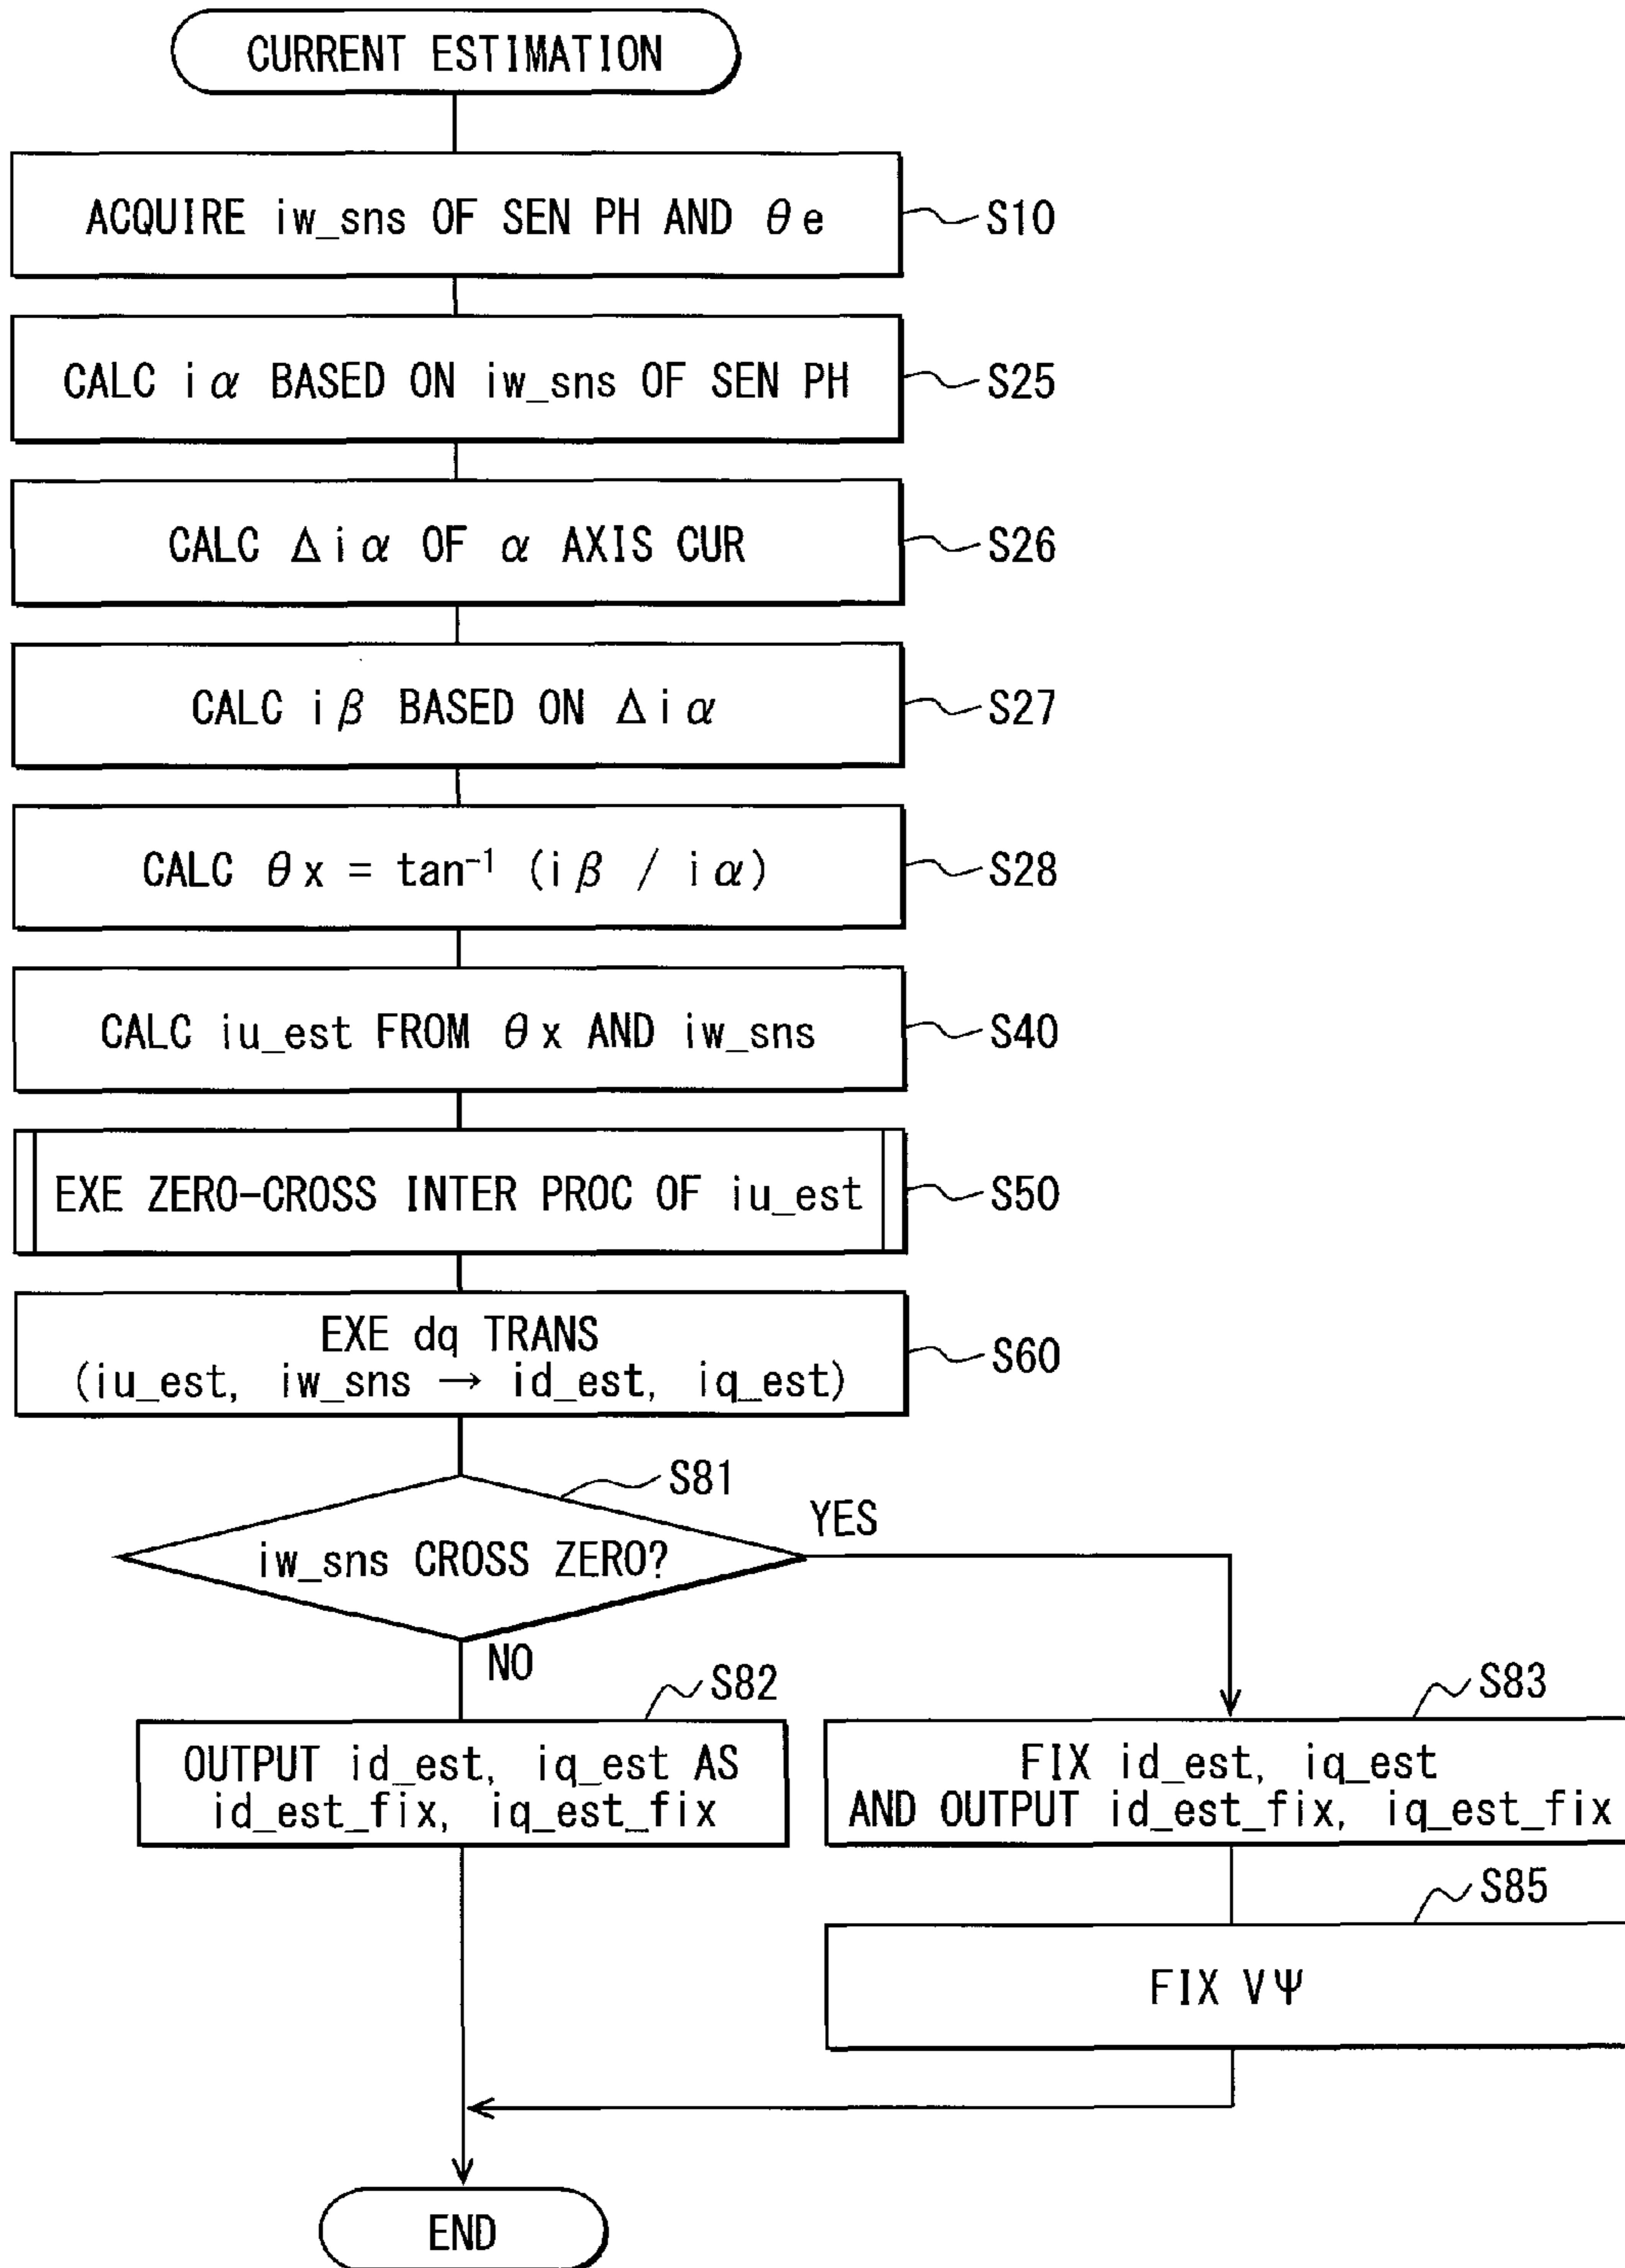 CURRENT ESTIMATION
ACQUIRE iw_sns OF SEN PH AND θe
S10
CALC iα BASED ON iw_sns OF SEN PH
S25
CALC Δiα OF α AXIS CUR
S26
CALC iβ BASED ON Δiα
S27
CALC θx = tan⁻¹ (iβ / iα)
S28
CALC iu_est FROM θx AND iw_sns
S40
EXE ZERO-CROSS INTER PROC OF iu_est
S50
EXE dq TRANS
(iu_est, iw_sns → id_est, iq_est)
S60
S81
iw_sns CROSS ZERO?
YES
NO
S82
OUTPUT id_est, iq_est AS
id_est_fix, iq_est_fix
S83
FIX id_est, iq_est
AND OUTPUT id_est_fix, iq_est_fix
S85
FIX VΨ
END